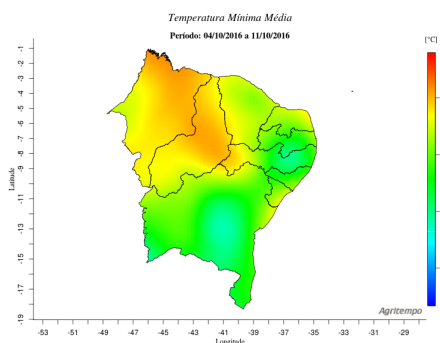 Temperatura Mínima Média
Período: 04/10/2016 a 11/10/2016
[°C]
Latitude
-1
-2
-3
-4
-5
-6
-7
-8
-9
-11
-13
-15
-17
-19
Agritempo
-53 -51 -49 -47 -45 -43 -41 -39 -37 -35 -33 -31 -29
Longitude